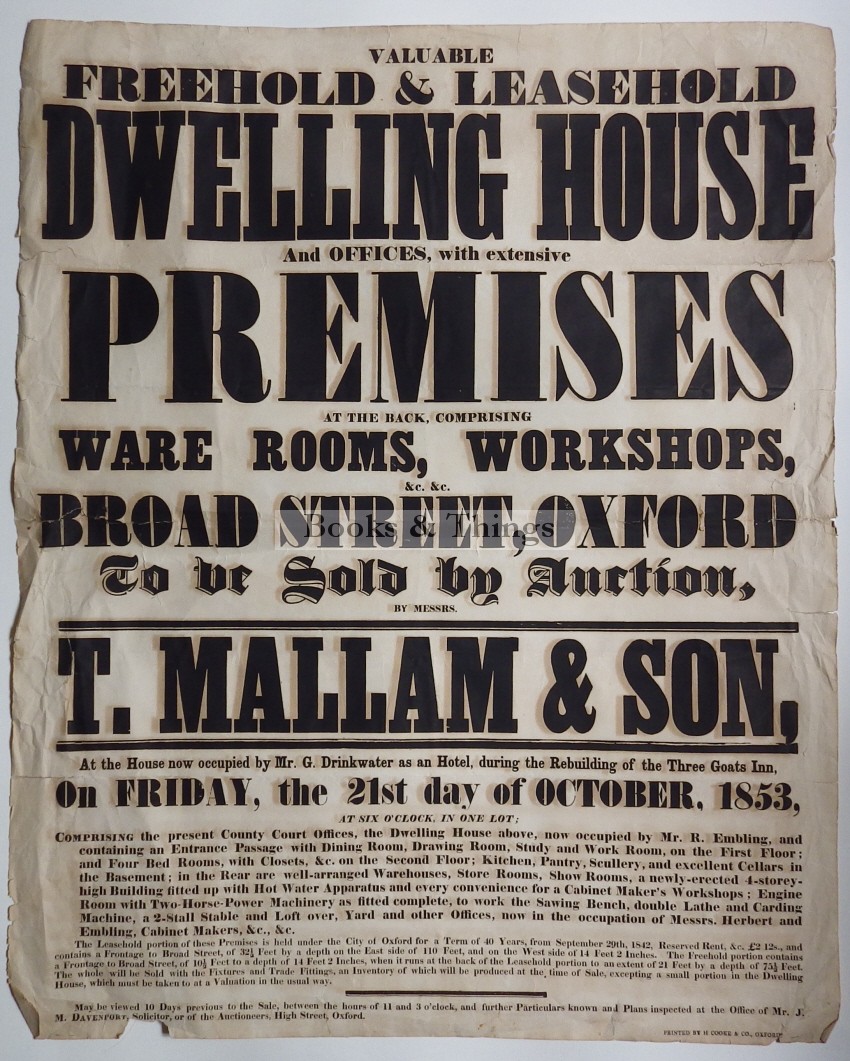 VALUABLE
FREEHOLD & LEASEHOLD
DWELLING HOUSE
And OFFICES, with extensive
PREMISES
AT THE BACK, COMPRISING
WARE ROOMS, WORKSHOPS,
&c. &c.
BROAD STREET, OXFORD
Books & Things
To be Sold by Auction,
BY MESSRS.
T. MALLAM & SON,
At the House now occupied by Mr. G. Drinkwater as an Hotel, during the Rebuilding of the Three Goats Inn,
On FRIDAY, the 21st day of OCTOBER, 1853,
AT SIX O'CLOCK, IN ONE LOT;
COMPRISING the present County Court Offices, the Dwelling House above, now occupied by Mr. R. Embling, and
containing an Entrance Passage with Dining Room, Drawing Room, Study and Work Room, on the First Floor;
and Four Bed Rooms, with Closets, &c. on the Second Floor; Kitchen, Pantry, Scullery, and excellent Cellars in
the Basement; in the Rear are well-arranged Warehouses, Store Rooms, Show Rooms, a newly-erected 4-storey-
high Building fitted up with Hot Water Apparatus and every convenience for a Cabinet Maker's Workshops; Engine
Room with Two-Horse-Power Machinery as fitted complete, to work the Sawing Bench, double Lathe and Carding
Machine, a 2-Stall Stable and Loft over, Yard and other Offices, now in the occupation of Messrs. Herbert and
Embling, Cabinet Makers, &c., &c.
The Leasehold portion of these Premises is held under the City of Oxford for a Term of 40 Years, from September 29th, 1842, Reserved Rent, &c. £2 12s., and
contains a Frontage to Broad Street, of 32½ Feet by a depth on the East side of 110 Feet, and on the West side of 14 Feet 2 Inches. The Freehold portion contains
a Frontage to Broad Street, of 10½ Feet to a depth of 14 Feet 2 Inches, when it runs at the back of the Leasehold portion to an extent of 21 Feet by a depth of 75½ Feet.
The whole will be Sold with the Fixtures and Trade Fittings, an Inventory of which will be produced at the time of Sale, excepting a small portion in the Dwelling
House, which must be taken to at a Valuation in the usual way.
May be viewed 10 Days previous to the Sale, between the hours of 11 and 3 o'clock, and further Particulars known and Plans inspected at the Office of Mr. J.
M. DAVENPORT, Solicitor, or of the Auctioneers, High Street, Oxford.
PRINTED BY H COOKE & CO., OXFORD